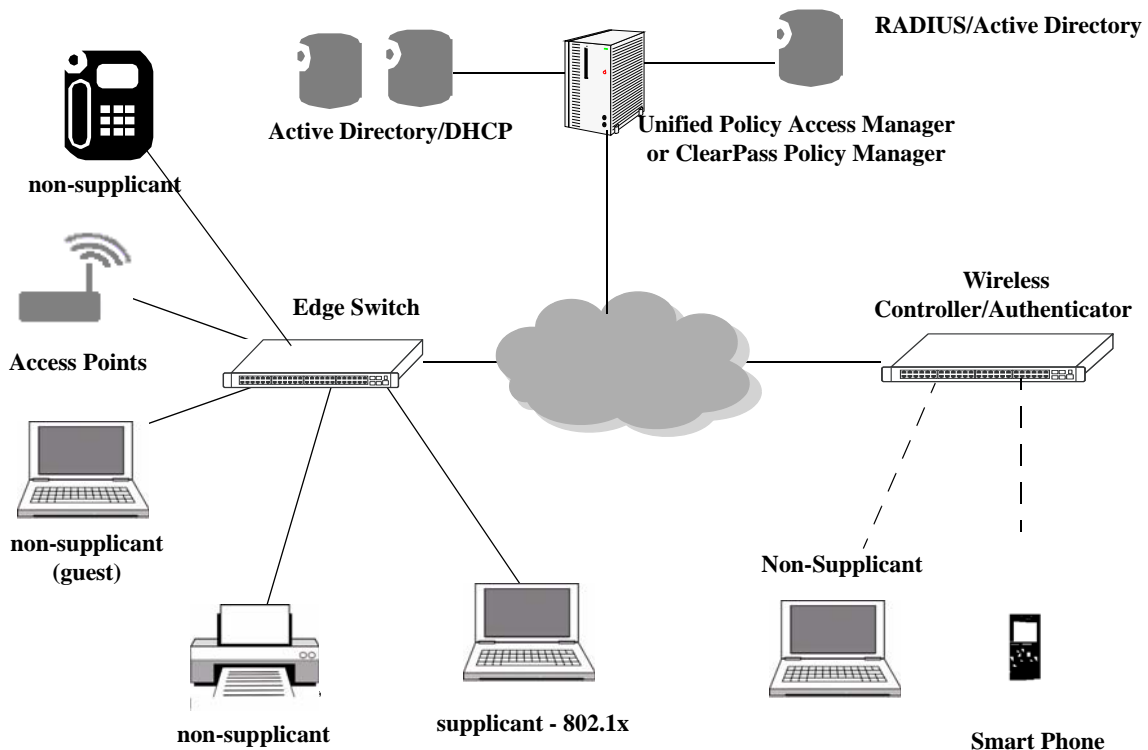 RADIUS/Active Directory
Active Directory/DHCP
Unified Policy Access Manager
or ClearPass Policy Manager
non-supplicant
Edge Switch
Wireless
Controller/Authenticator
Access Points
non-supplicant
(guest)
Non-Supplicant
non-supplicant
supplicant - 802.1x
Smart Phone